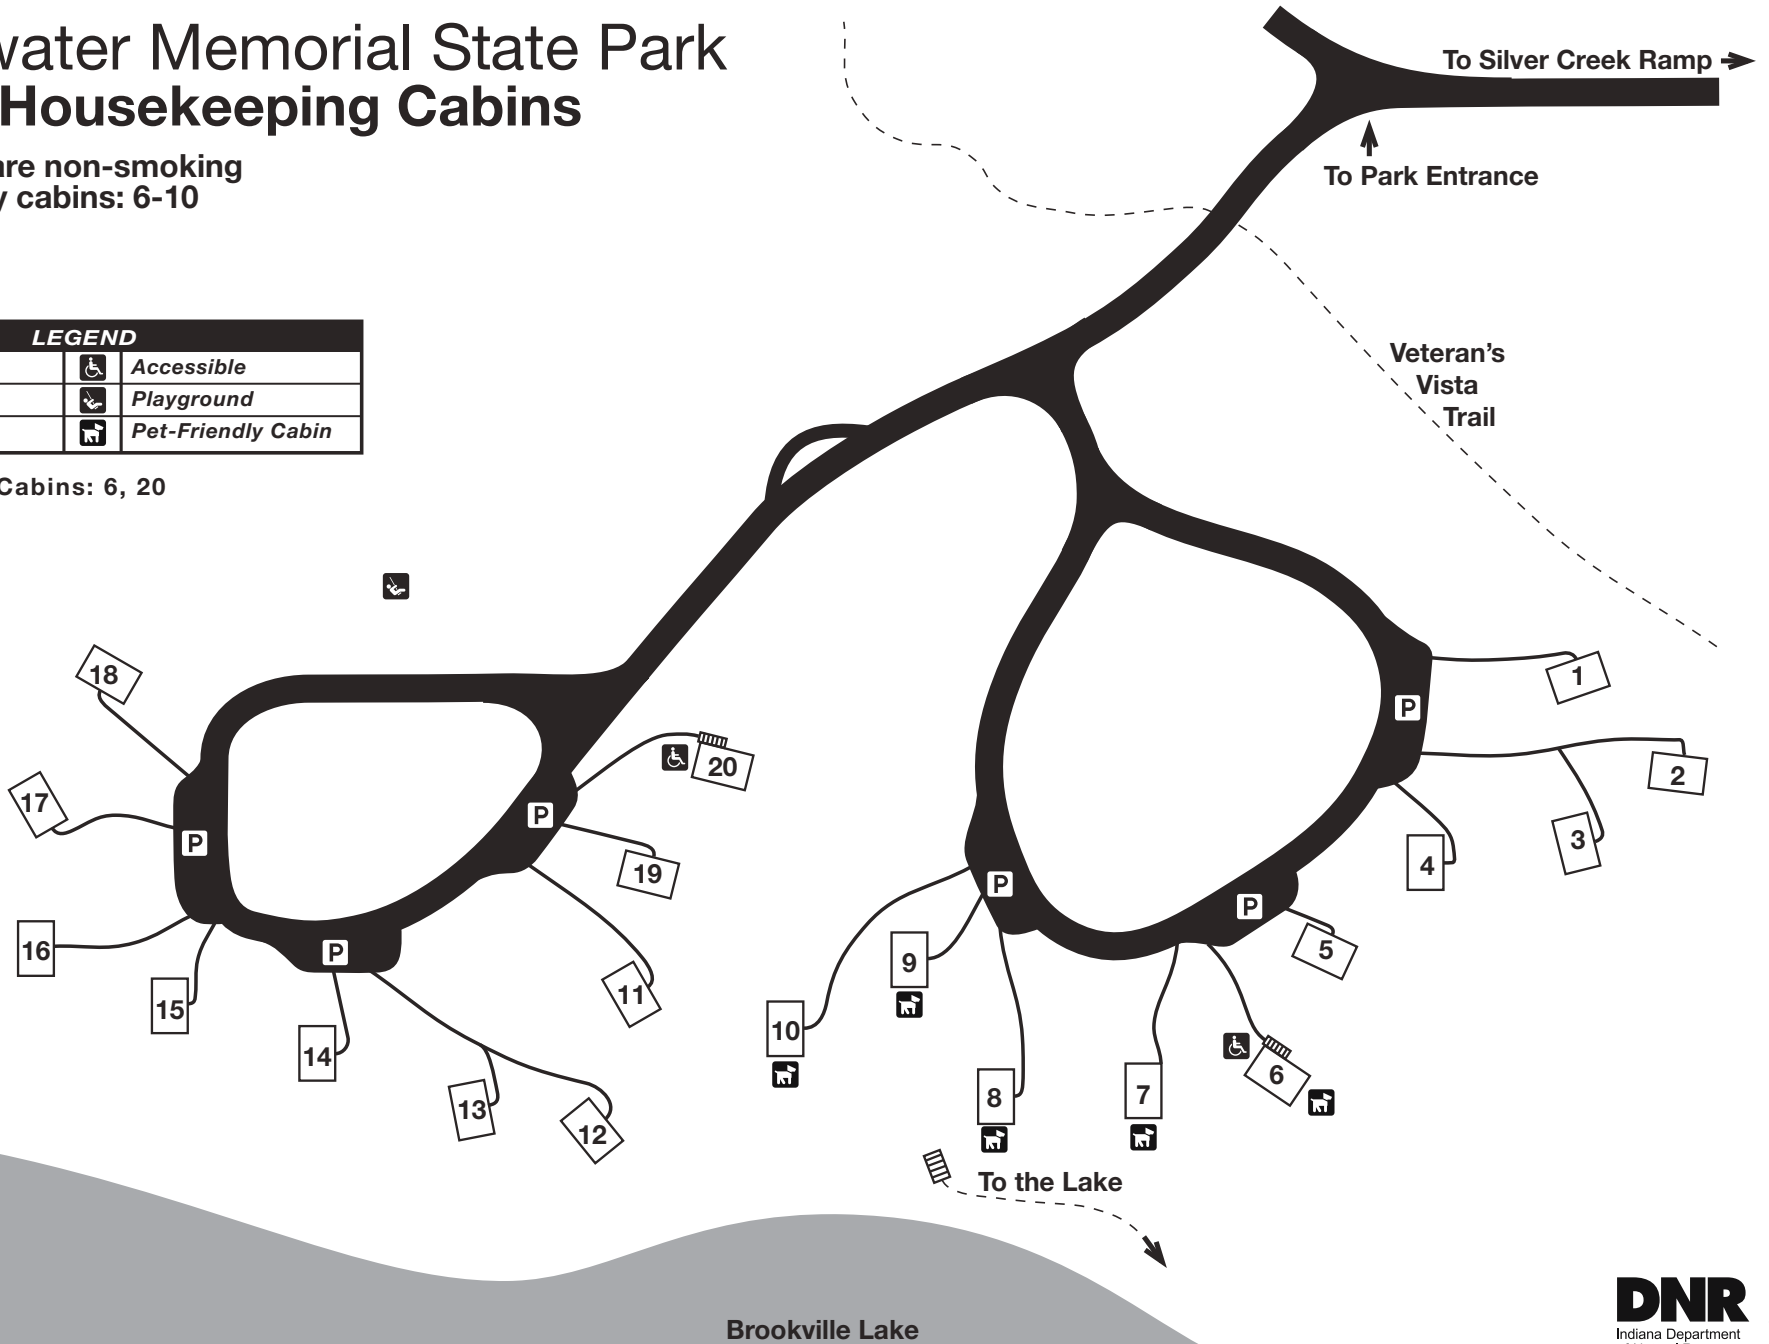 water Memorial State Park
Housekeeping Cabins
are non-smoking
y cabins: 6-10
LEGEND
Accessible
Playground
Pet-Friendly Cabin
Cabins: 6, 20
To Silver Creek Ramp
To Park Entrance
Veteran's
Vista
Trail
18
17
16
15
14
13
12
11
19
20
P
P
P
10
9
8
7
6
5
4
3
2
1
P
P
P
To the Lake
Brookville Lake
DNR
Indiana Department